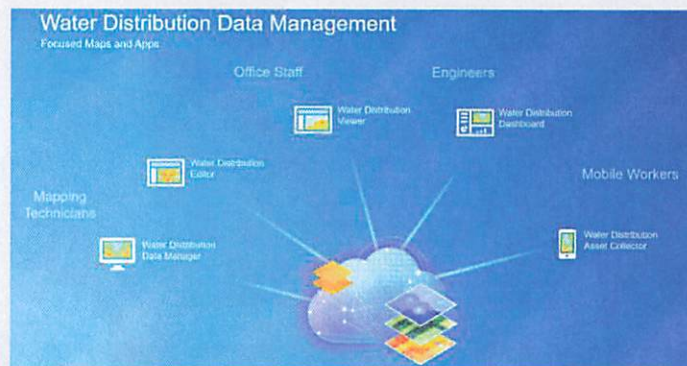 Water Distribution Data Management
Focused Maps and Apps
Office Staff
Engineers
Water Distribution
Viewer
Water Distribution
Dashboard
Water Distribution
Editor
Mobile Workers
Mapping
Technicians
Water Distribution
Data Manager
Water Distribution
Asset Collector